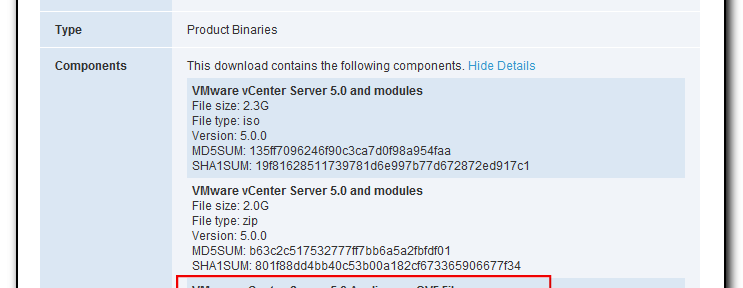 Type
Product Binaries
Components
This download contains the following components. Hide Details
VMware vCenter Server 5.0 and modules
File size: 2.3G
File type: iso
Version: 5.0.0
MD5SUM: 135ff7096246f90c3ca7d0f98a954faa
SHA1SUM: 19f81628511739781d6e997b77d672872ed917c1
VMware vCenter Server 5.0 and modules
File size: 2.0G
File type: zip
Version: 5.0.0
MD5SUM: b63c2c517532777ff7bb6a5a2fbfdf01
SHA1SUM: 801f88dd4bb40c53b00a182cf673365906677f34